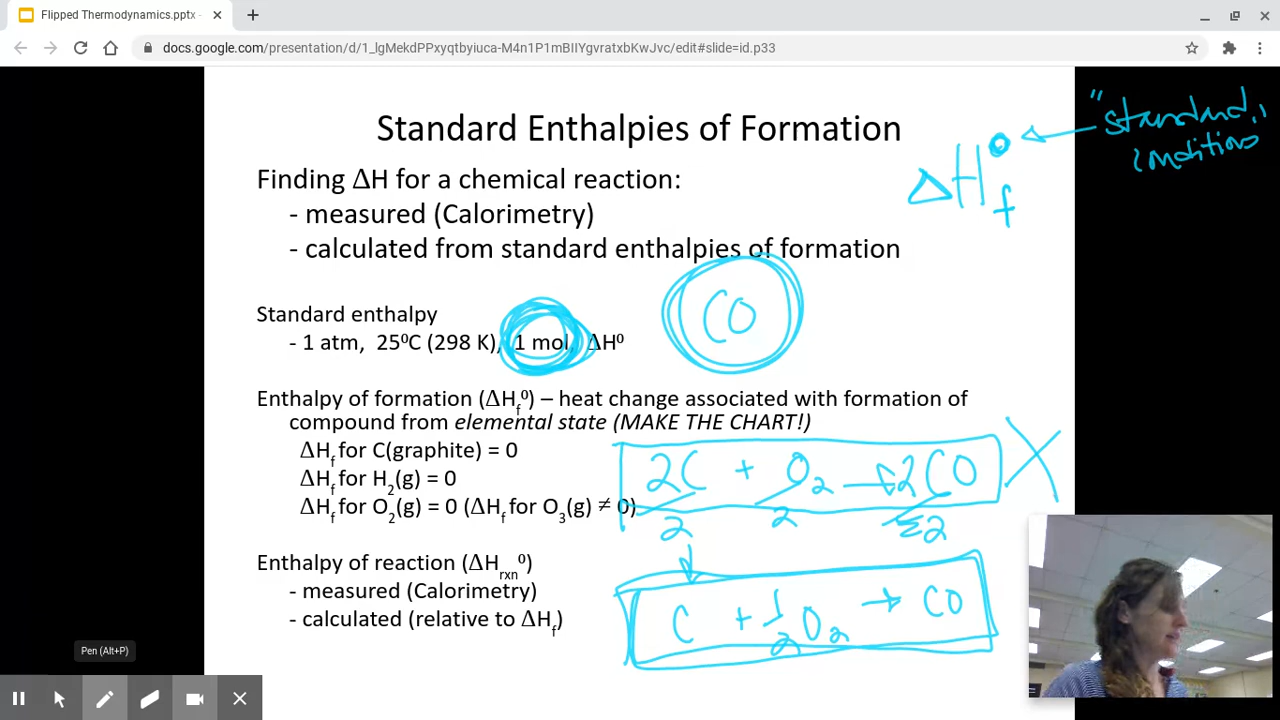 Flipped Thermodynamics.pptx -
docs.google.com/presentation/d/1_lgMekdPPxyqtbyiuca-M4n1P1mBIIYgvratxbKwJvc/edit#slide=id.p33
Standard Enthalpies of Formation
"Standard"
conditions
ΔH°f
Finding ΔH for a chemical reaction:
- measured (Calorimetry)
- calculated from standard enthalpies of formation
CO
Standard enthalpy
- 1 atm, 25⁰C (298 K), 1 mol, ΔH⁰
Enthalpy of formation (ΔHf⁰) – heat change associated with formation of
compound from elemental state (MAKE THE CHART!)
ΔHf for C(graphite) = 0
ΔHf for H₂(g) = 0
ΔHf for O₂(g) = 0 (ΔHf for O₃(g) ≠ 0)
2C + O₂ → 2CO X
2 2 2
Enthalpy of reaction (ΔHrxn⁰)
- measured (Calorimetry)
- calculated (relative to ΔHf)
C + 1/2 O₂ → CO
Pen (Alt+P)